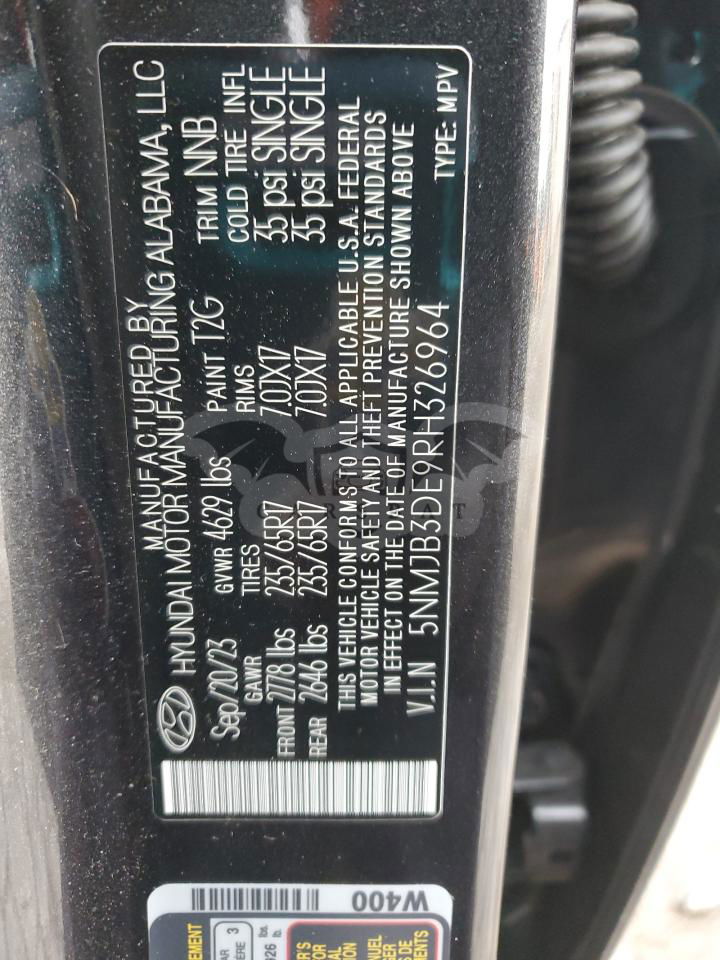 MANUFACTURED BY
HYUNDAI MOTOR MANUFACTURING ALABAMA, LLC
Sep/20/23 GVWR 4629 lbs PAINT T2G TRIM NNB
GAWR TIRES RIMS COLD TIRE INFL
FRONT 2778 lbs 235/65R17 7.0JX17 35 psi SINGLE
REAR 2646 lbs 235/65R17 7.0JX17 35 psi SINGLE
THIS VEHICLE CONFORMS TO ALL APPLICABLE U.S.A. FEDERAL
MOTOR VEHICLE SAFETY AND THEFT PREVENTION STANDARDS
IN EFFECT ON THE DATE OF MANUFACTURE SHOWN ABOVE
V.I.N 5NMJB3DE9RH326964 TYPE: MPV
W400
3